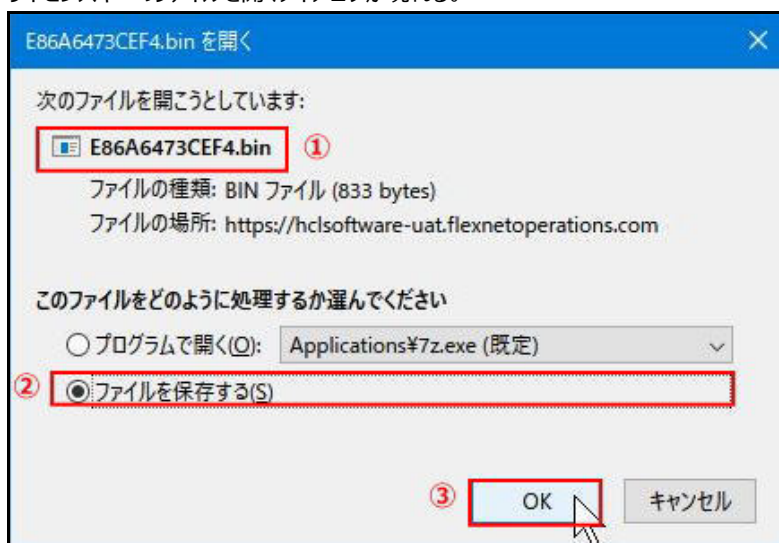 E86A6473CEF4.bin を開く
次のファイルを開こうとしています:
E86A6473CEF4.bin ①
ファイルの種類: BIN ファイル (833 bytes)
ファイルの場所: https://hclsoftware-uat.flexnetoperations.com
このファイルをどのように処理するか選んでください
プログラムで開く(O): Applications¥7z.exe (既定)
② ファイルを保存する(S)
③ OK キャンセル